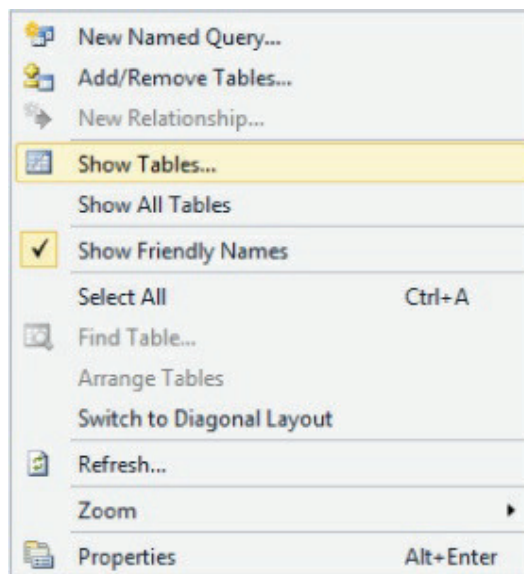 New Named Query...
Add/Remove Tables...
New Relationship...
Show Tables...
Show All Tables
Show Friendly Names
Select All Ctrl+A
Find Table...
Arrange Tables
Switch to Diagonal Layout
Refresh...
Zoom
Properties Alt+Enter